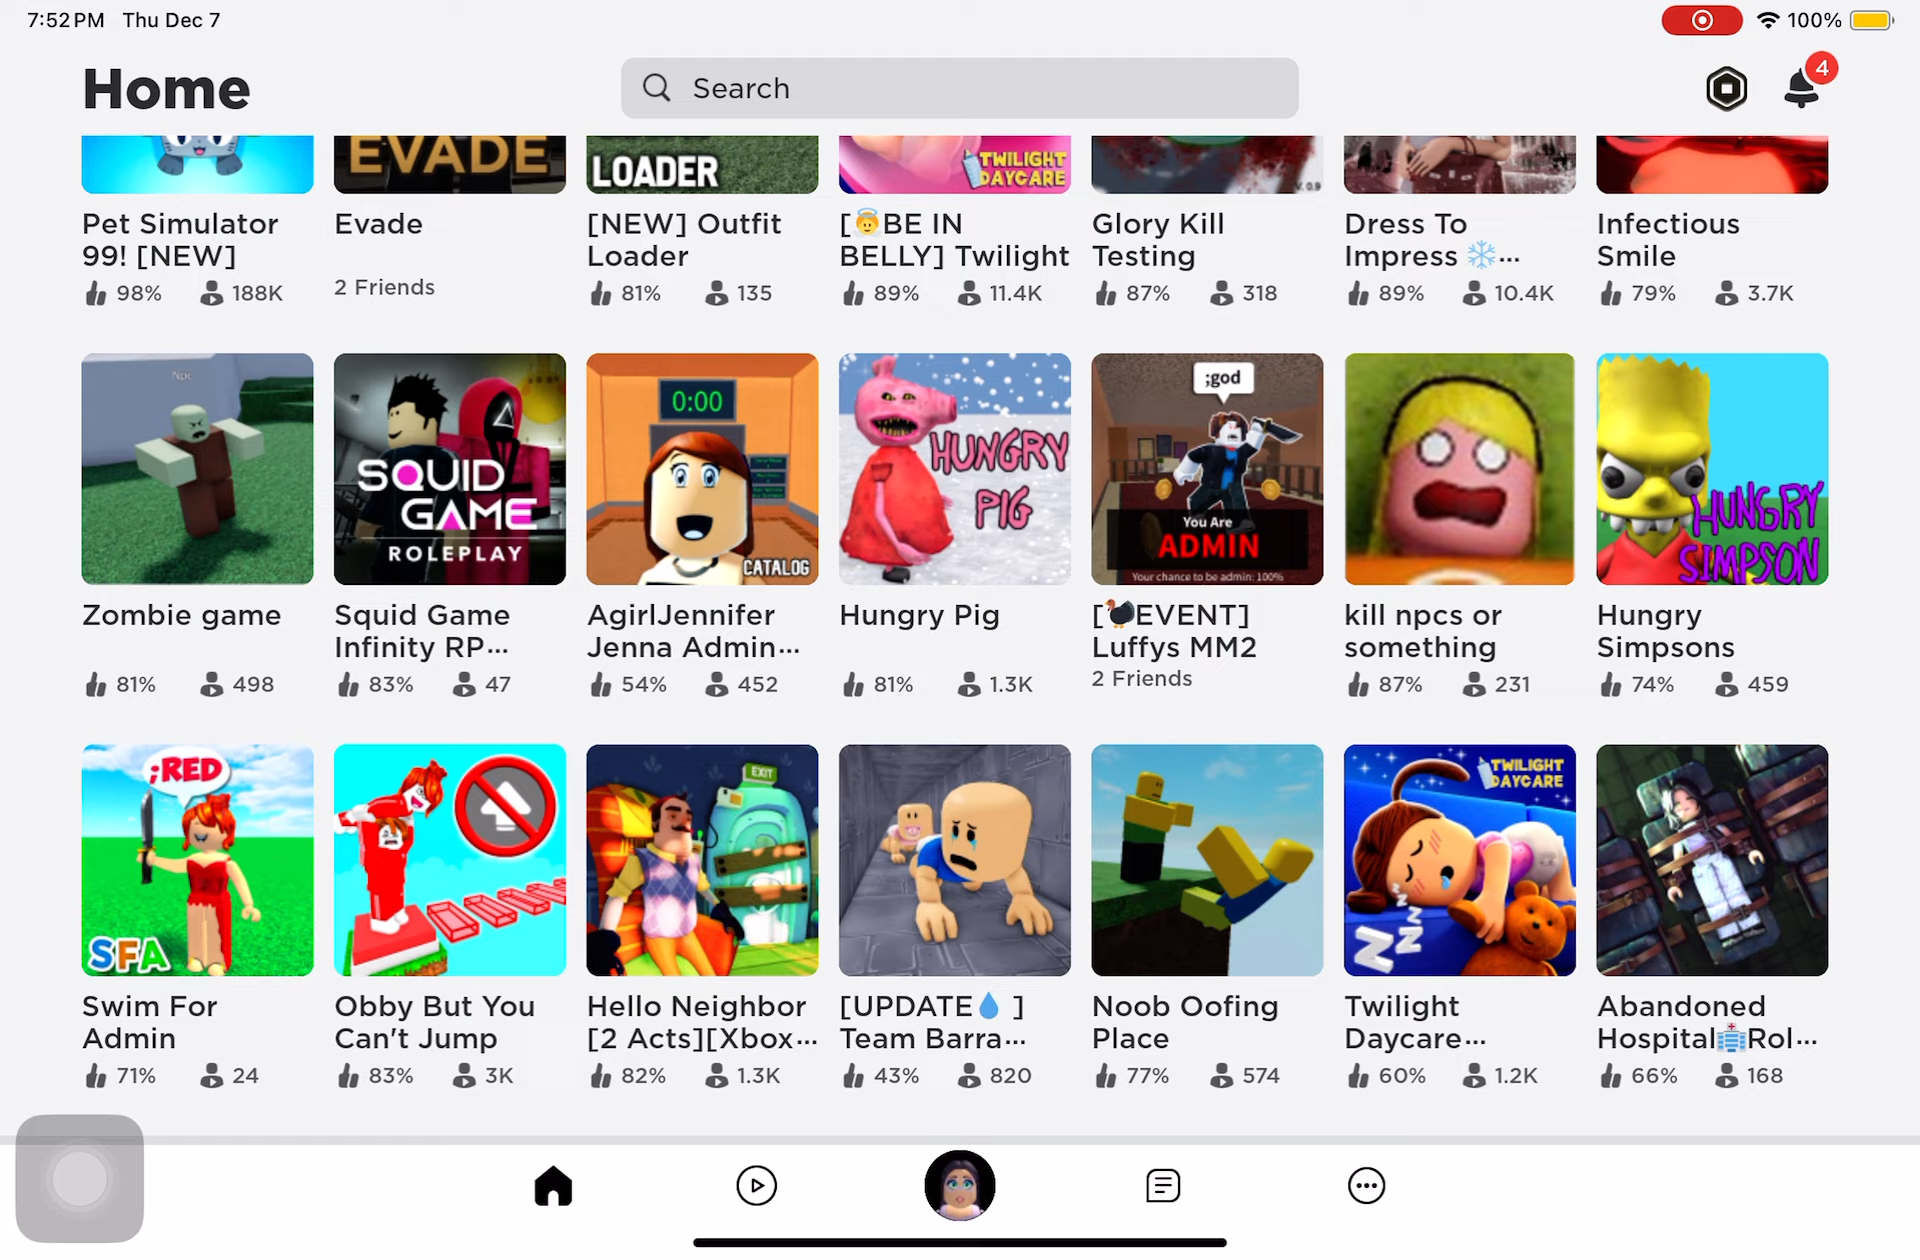 7:52 PM Thu Dec 7
100%
Home
Search
4
EVADE
LOADER
TWILIGHT
DAYCARE
V. 0.9
Pet Simulator
99! [NEW]
98% 188K
Evade
2 Friends
[NEW] Outfit
Loader
81% 135
[😇BE IN
BELLY] Twilight
89% 11.4K
Glory Kill
Testing
87% 318
Dress To
Impress ❄️...
89% 10.4K
Infectious
Smile
79% 3.7K
Npc
SQUID
GAME
ROLEPLAY
0:00
CATALOG
HUNGRY
PIG
;god
You Are
ADMIN
Your chance to be admin: 100%
HUNGRY
SIMPSON
Zombie game
81% 498
Squid Game
Infinity RP...
83% 47
AgirlJennifer
Jenna Admin...
54% 452
Hungry Pig
81% 1.3K
[🦃EVENT]
Luffys MM2
2 Friends
kill npcs or
something
87% 231
Hungry
Simpsons
74% 459
;RED
SFA
EXIT
TWILIGHT
DAYCARE
Z N N N
Swim For
Admin
71% 24
Obby But You
Can't Jump
83% 3K
Hello Neighbor
[2 Acts][Xbox...
82% 1.3K
[UPDATE💧 ]
Team Barra...
43% 820
Noob Oofing
Place
77% 574
Twilight
Daycare...
60% 1.2K
Abandoned
Hospital🏥Rol...
66% 168